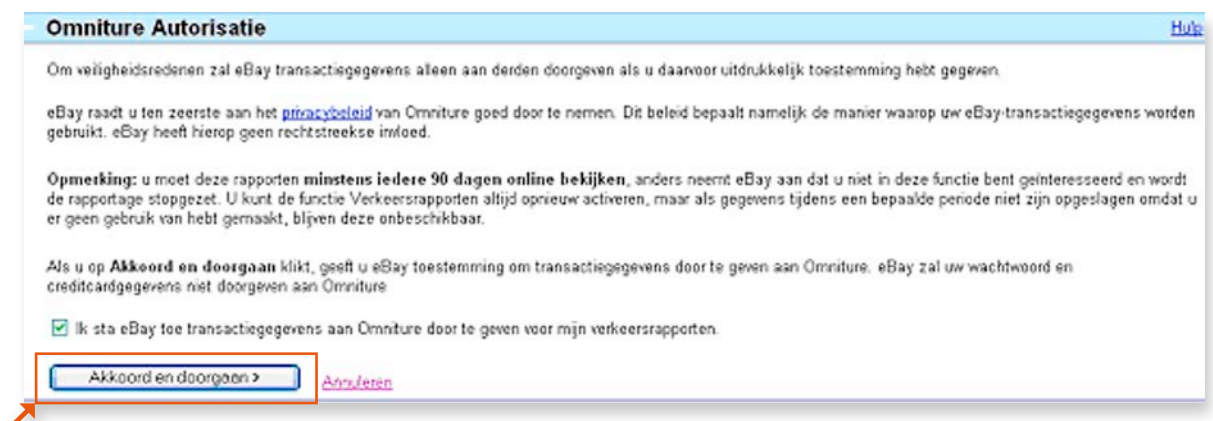 Omniture Autorisatie
Hulp
Om veiligheidsredenen zal eBay transactiegegevens alleen aan derden doorgeven als u daarvoor uitdrukkelijk toestemming hebt gegeven.
eBay raadt u ten zeerste aan het privacybeleid van Omniture goed door te nemen. Dit beleid bepaalt namelijk de manier waarop uw eBay-transactiegegevens worden
gebruikt. eBay heeft hierop geen rechtstreekse invloed.
Opmerking: u moet deze rapporten minstens iedere 90 dagen online bekijken, anders neemt eBay aan dat u niet in deze functie bent geïnteresseerd en wordt
de rapportage stopgezet. U kunt de functie Verkeersrapporten altijd opnieuw activeren, maar als gegevens tijdens een bepaalde periode niet zijn opgeslagen omdat u
er geen gebruik van hebt gemaakt, blijven deze onbeschikbaar.
Als u op Akkoord en doorgaan klikt, geeft u eBay toestemming om transactiegegevens door te geven aan Omniture. eBay zal uw wachtwoord en
creditcardgegevens niet doorgeven aan Omniture
Ik sta eBay toe transactiegegevens aan Omniture door te geven voor mijn verkeersrapporten.
Akkoord en doorgaan >
Annuleren